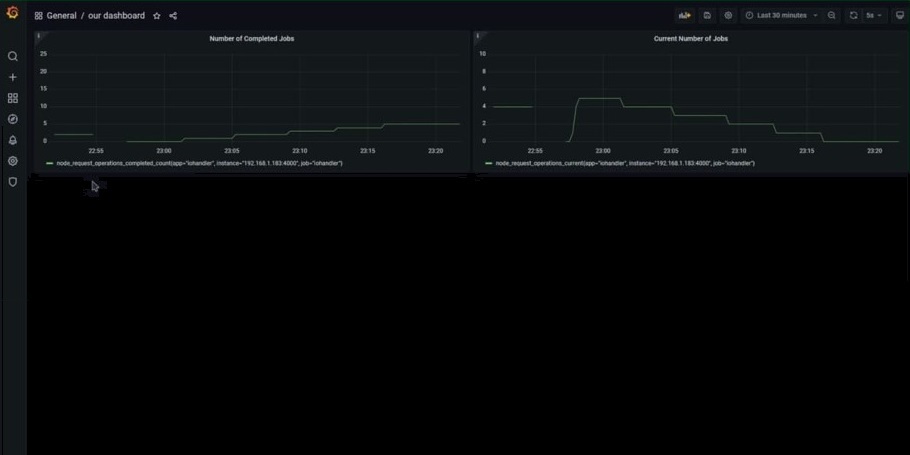 General / our dashboard
Last 30 minutes
5s
Number of Completed Jobs
25
20
15
10
5
0
22:55 23:00 23:05 23:10 23:15 23:20
node_request_operations_completed_count{app="iohandler", instance="192.168.1.183:4000", job="iohandler"}
Current Number of Jobs
10
8
6
4
2
0
22:55 23:00 23:05 23:10 23:15 23:20
node_request_operations_current{app="iohandler", instance="192.168.1.183:4000", job="iohandler"}